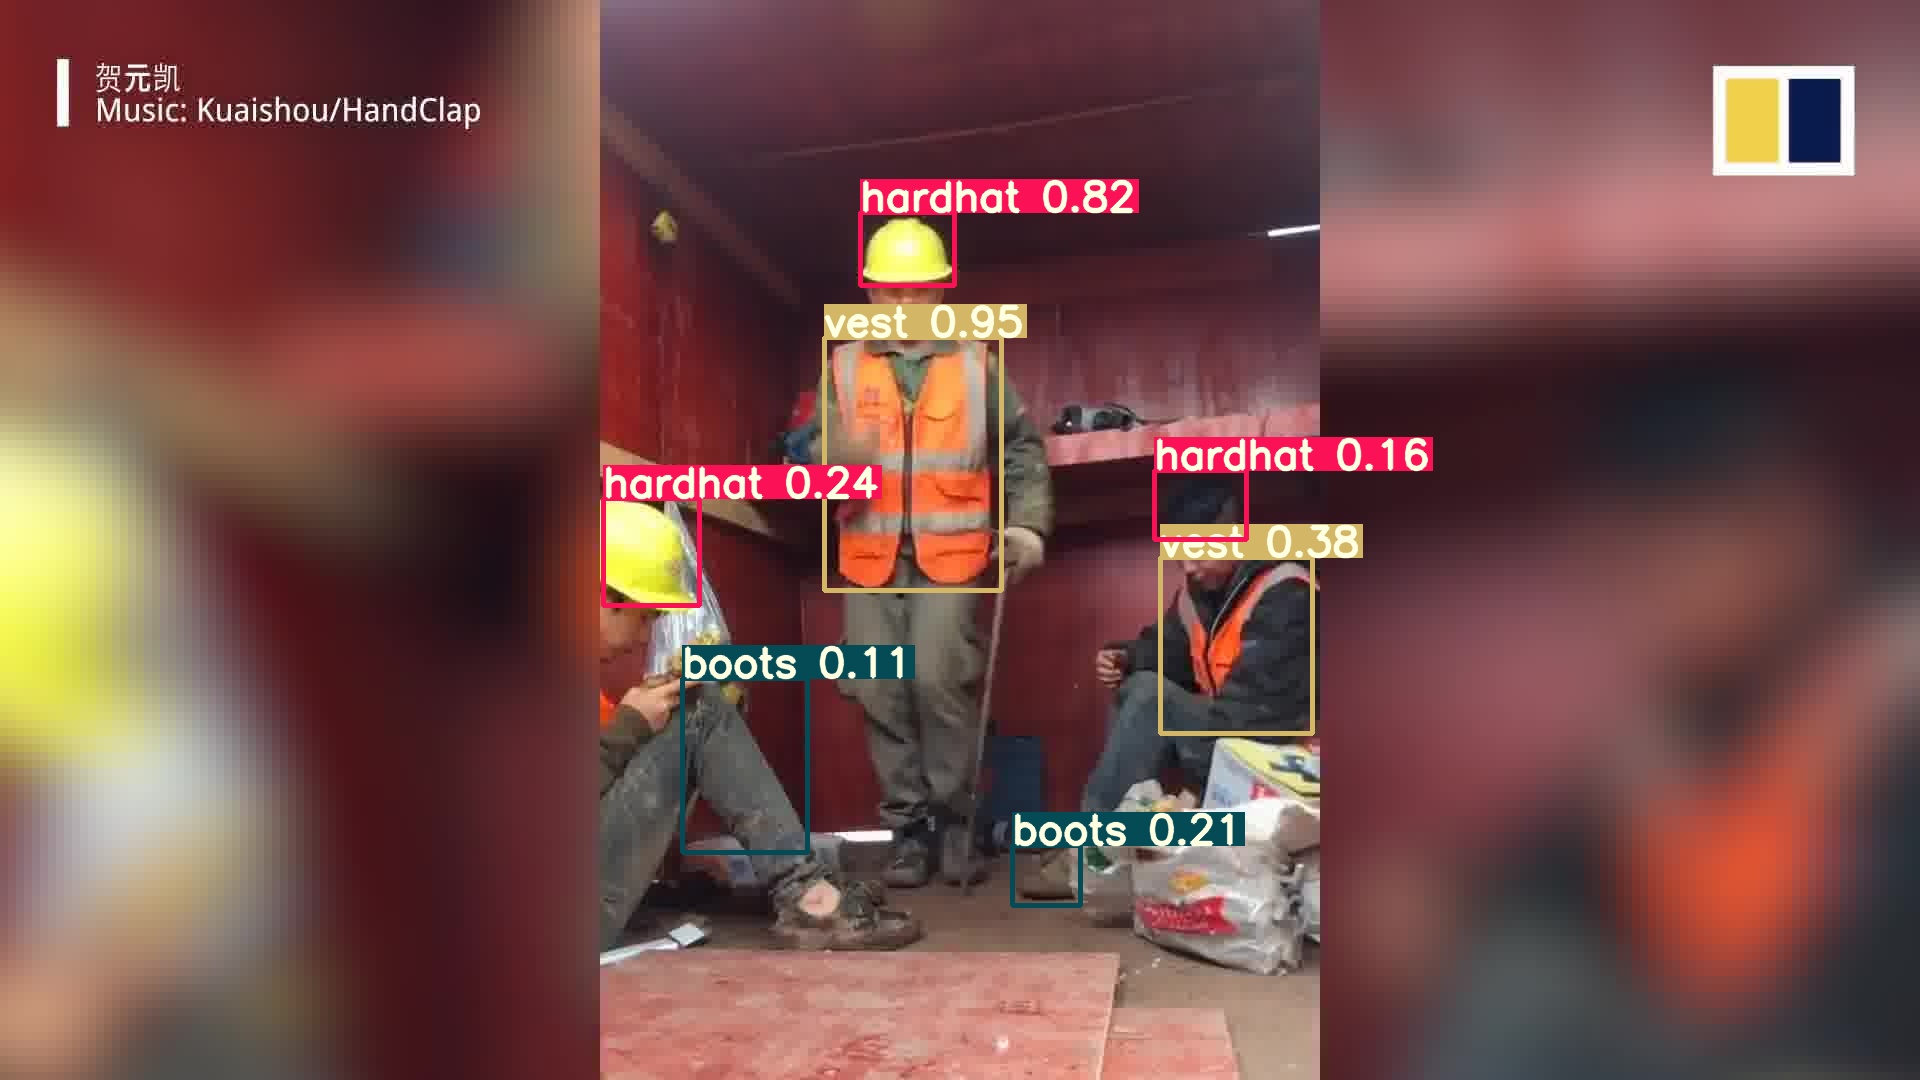 贺元凯
Music: Kuaishou/HandClap
hardhat 0.82
vest 0.95
hardhat 0.16
hardhat 0.24
vest 0.38
boots 0.11
boots 0.21